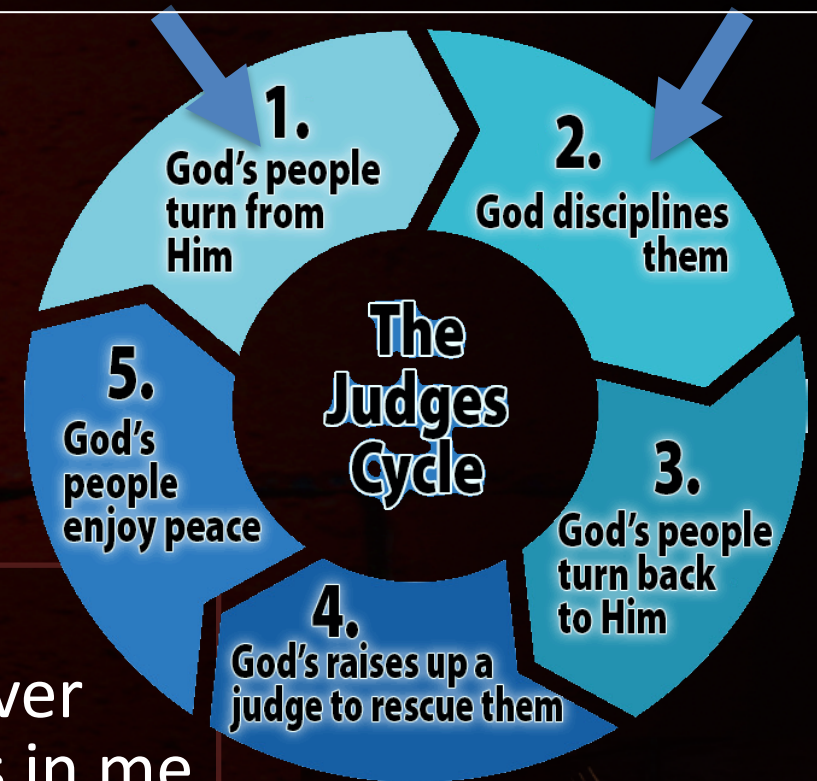 1.
God's people
turn from
Him
2.
God disciplines
them
The
Judges
Cycle
3.
God's people
turn back
to Him
4.
God's raises up a
judge to rescue them
5.
God's
people
enjoy peace
in me